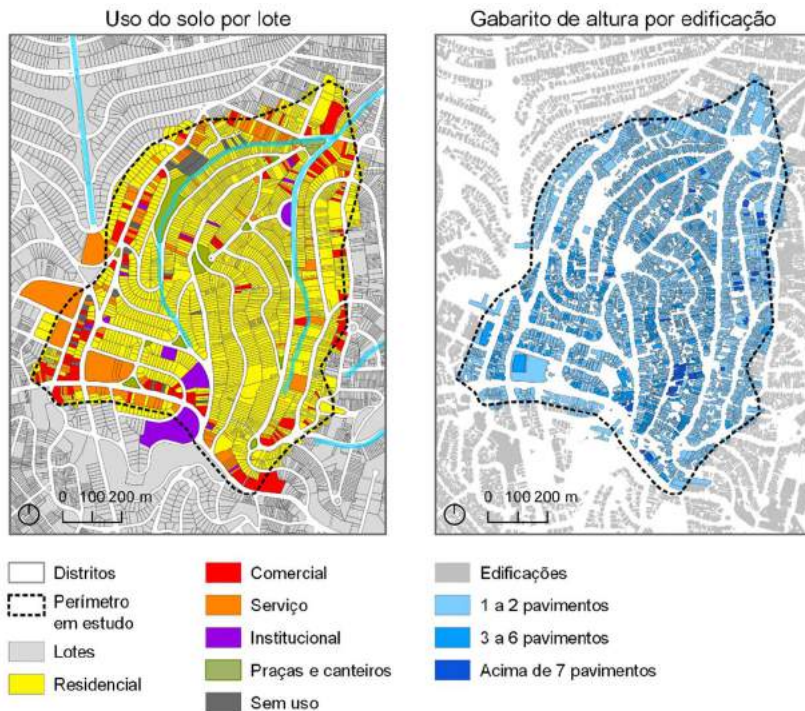 Uso do solo por lote
Gabarito de altura por edificação
0 100 200 m
0 100 200 m
Distritos
Perímetro
em estudo
Lotes
Residencial
Comercial
Serviço
Institucional
Praças e canteiros
Sem uso
Edificações
1 a 2 pavimentos
3 a 6 pavimentos
Acima de 7 pavimentos